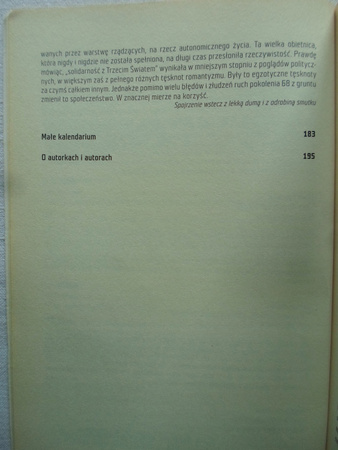 wanych przez warstwę rządzących, na rzecz autonomicznego życia. Ta wielka obietnica,
która nigdy i nigdzie nie została spełniona, na długi czas przesłoniła rzeczywistość. Prawdę
mówiąc, „solidarność z Trzecim Światem” wynikała w mniejszym stopniu z poglądów politycz-
nych, w większym zaś z pełnego różnych tęsknot romantyzmu. Były to egzotyczne tęsknoty
za czymś całkiem innym. Jednakże pomimo wielu błędów i złudzeń ruch pokolenia 68 z gruntu
zmienił to społeczeństwo. W znacznej mierze na korzyść.
Spojrzenie wstecz z lekką dumą i z odrobiną smutku
Małe kalendarium 183
O autorkach i autorach 195